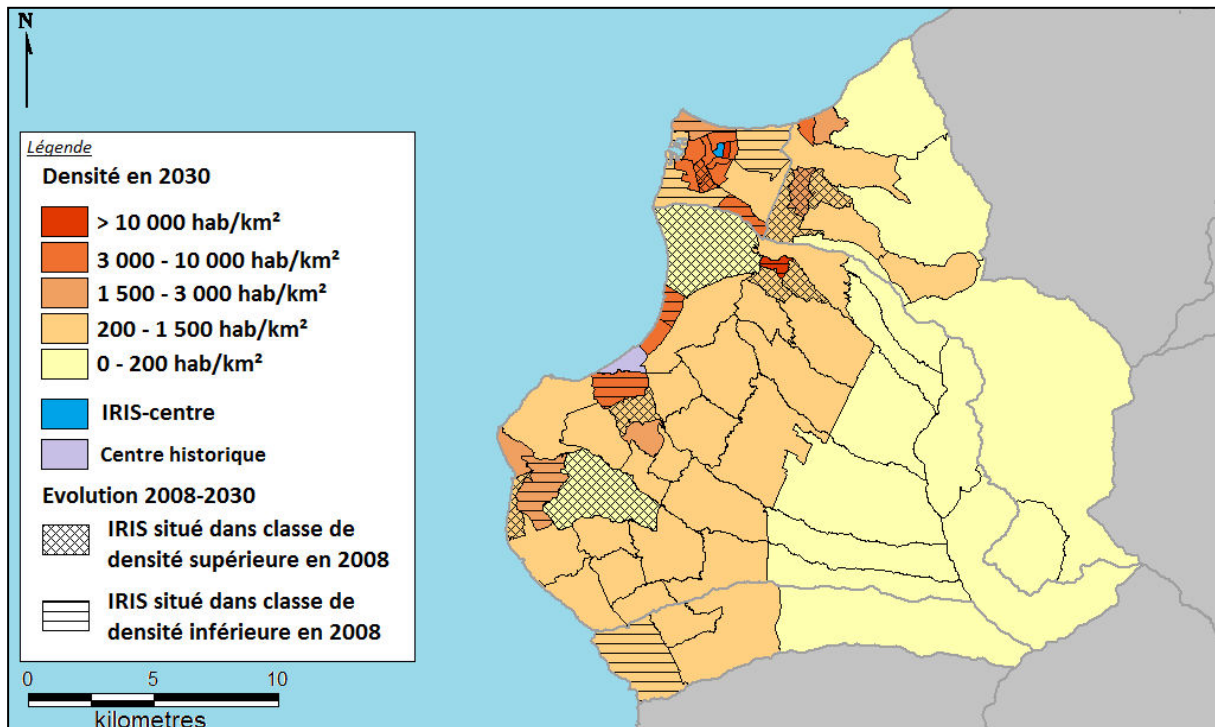 N
Légende
Densité en 2030
> 10 000 hab/km²
3 000 - 10 000 hab/km²
1 500 - 3 000 hab/km²
200 - 1 500 hab/km²
0 - 200 hab/km²
IRIS-centre
Centre historique
Evolution 2008-2030
IRIS situé dans classe de
densité supérieure en 2008
IRIS situé dans classe de
densité inférieure en 2008
0 5 10
kilometres